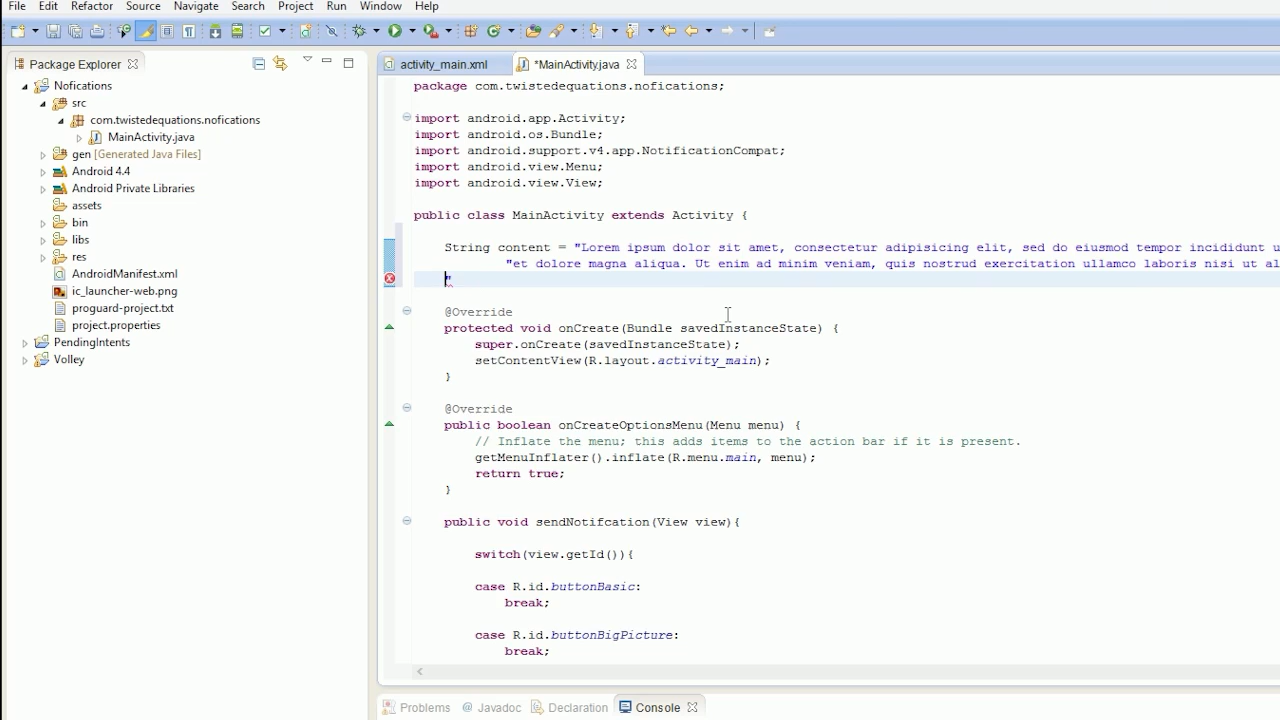 File Edit Refactor Source Navigate Search Project Run Window Help
Package Explorer
activity_main.xml
*MainActivity.java
Nofications
src
com.twistedequations.nofications
MainActivity.java
gen [Generated Java Files]
Android 4.4
Android Private Libraries
assets
bin
libs
res
AndroidManifest.xml
ic_launcher-web.png
proguard-project.txt
project.properties
PendingIntents
Volley
package com.twistedequations.nofications;
import android.app.Activity;
import android.os.Bundle;
import android.support.v4.app.NotificationCompat;
import android.view.Menu;
import android.view.View;
public class MainActivity extends Activity {
String content = "Lorem ipsum dolor sit amet, consectetur adipisicing elit, sed do eiusmod tempor incididunt u
"et dolore magna aliqua. Ut enim ad minim veniam, quis nostrud exercitation ullamco laboris nisi ut al
"
@Override
protected void onCreate(Bundle savedInstanceState) {
super.onCreate(savedInstanceState);
setContentView(R.layout.activity_main);
}
@Override
public boolean onCreateOptionsMenu(Menu menu) {
// Inflate the menu; this adds items to the action bar if it is present.
getMenuInflater().inflate(R.menu.main, menu);
return true;
}
public void sendNotifcation(View view){
switch(view.getId()){
case R.id.buttonBasic:
break;
case R.id.buttonBigPicture:
break;
Problems @ Javadoc Declaration Console